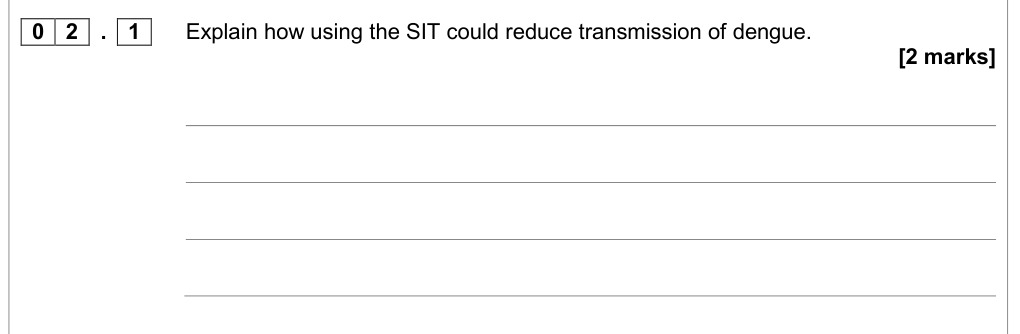 0 2 . 1 Explain how using the SIT could reduce transmission of dengue.
[2 marks]